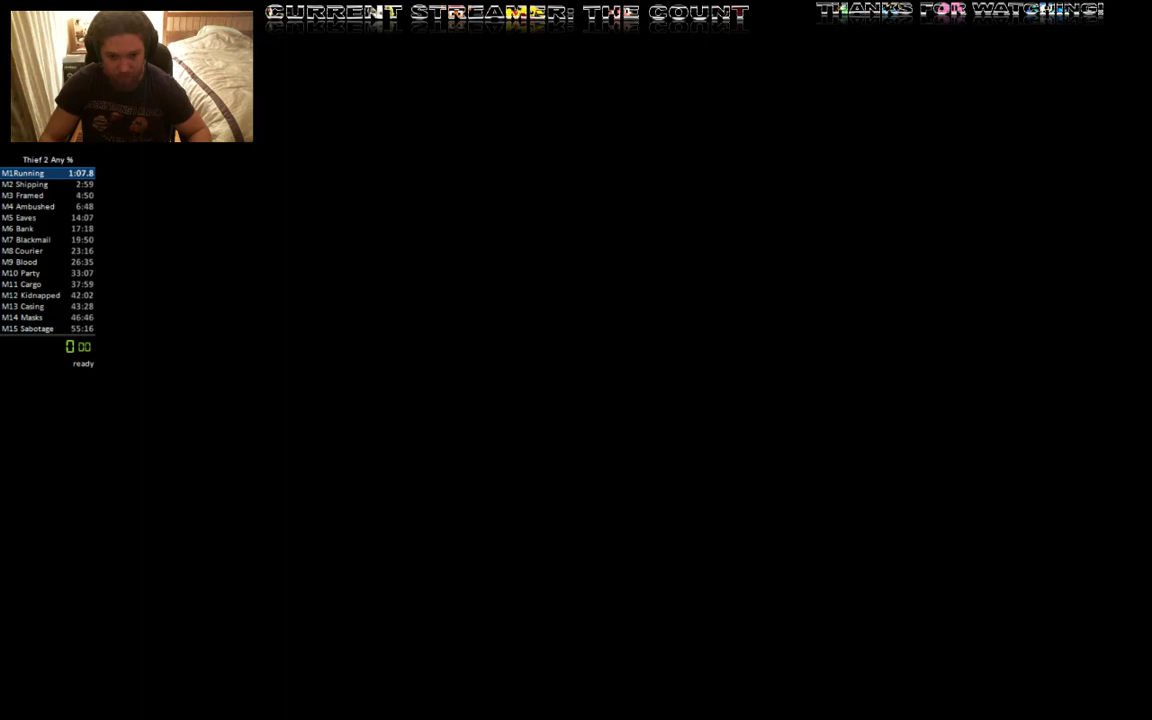 CURRENT STREAMER: THE COUNT
THANKS FOR WATCHING!
Thief 2 Any %
M1Running 1:07.8
M2 Shipping 2:59
M3 Framed 4:50
M4 Ambushed 6:48
M5 Eaves 14:07
M6 Bank 17:18
M7 Blackmail 19:50
M8 Courier 23:16
M9 Blood 26:35
M10 Party 33:07
M11 Cargo 37:59
M12 Kidnapped 42:02
M13 Casing 43:28
M14 Masks 46:46
M15 Sabotage 55:16
0 00
ready